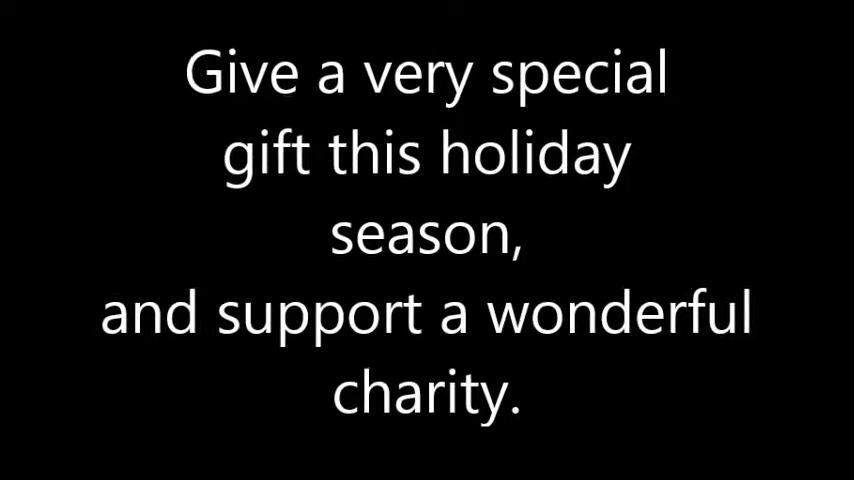 Give a very special
gift this holiday
season,
and support a wonderful
charity.